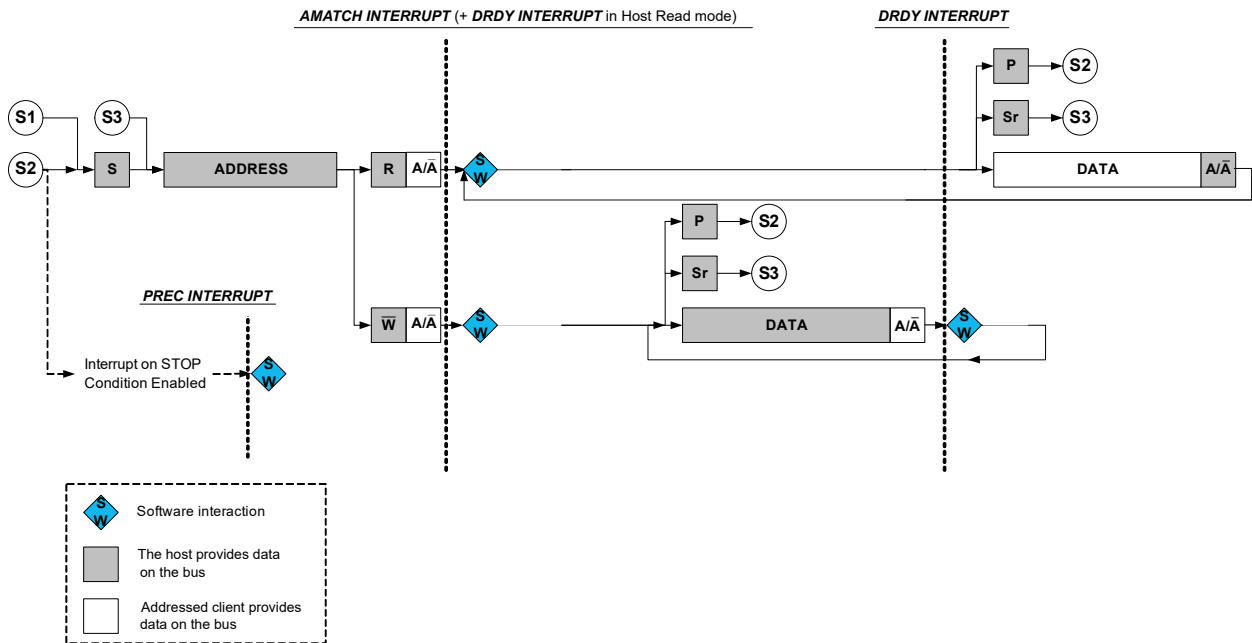 AMATCH INTERRUPT (+ DRDY INTERRUPT in Host Read mode)
DRDY INTERRUPT
P
S2
S1
S3
Sr
S3
S2
S
ADDRESS
R
A/A̅
S
W
DATA
A/A̅
P
S2
Sr
S3
PREC INTERRUPT
W̅
A/A̅
S
W
DATA
A/A̅
S
W
Interrupt on STOP
Condition Enabled
S
W
S
W
Software interaction
The host provides data
on the bus
Addressed client provides
data on the bus